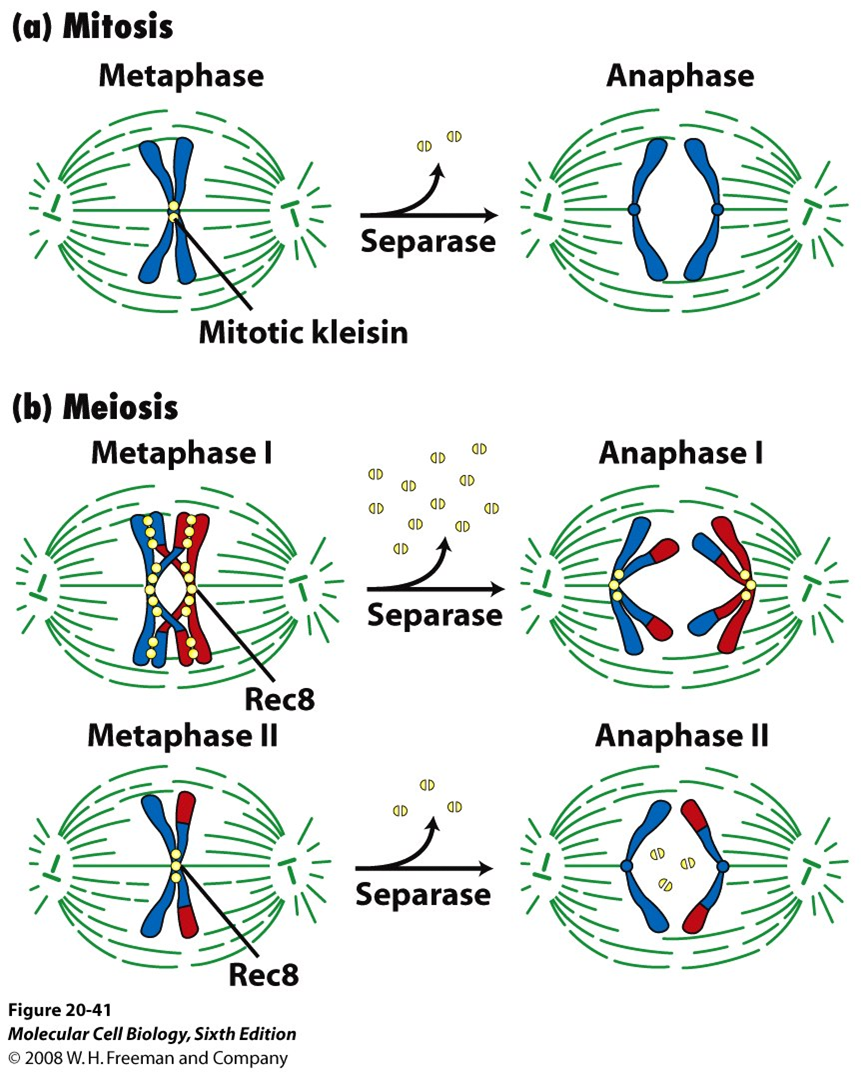 (a) Mitosis
Metaphase
Anaphase
Separase
Mitotic kleisin
(b) Meiosis
Metaphase I
Anaphase I
Separase
Rec8
Metaphase II
Anaphase II
Separase
Rec8
Figure 20-41
Molecular Cell Biology, Sixth Edition
© 2008 W. H. Freeman and Company